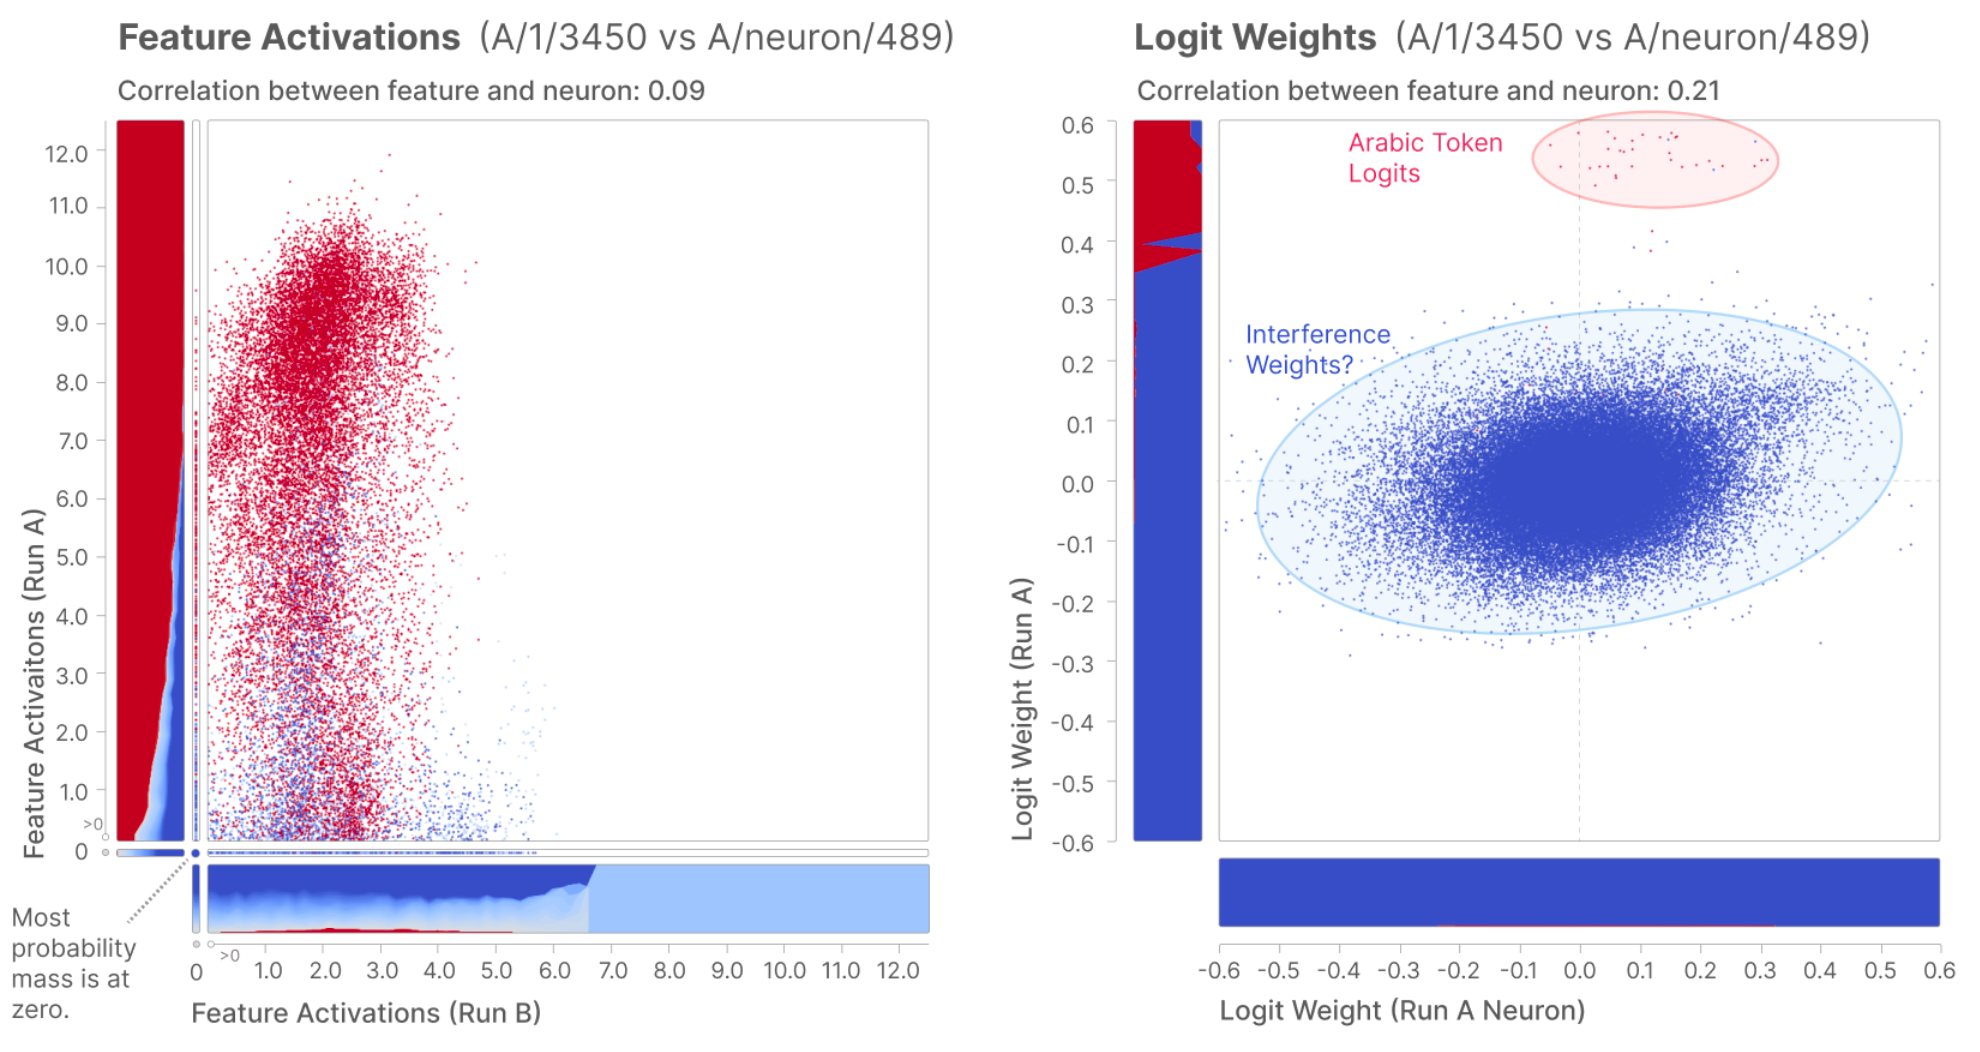 Feature Activations (A/1/3450 vs A/neuron/489)
Correlation between feature and neuron: 0.09
12.0
11.0
10.0
9.0
8.0
7.0
6.0
5.0
4.0
3.0
2.0
1.0
>0
0
Feature Activaitons (Run A)
Most
probability
mass is at
zero.
0 >0 1.0 2.0 3.0 4.0 5.0 6.0 7.0 8.0 9.0 10.0 11.0 12.0
Feature Activations (Run B)
Logit Weights (A/1/3450 vs A/neuron/489)
Correlation between feature and neuron: 0.21
0.6
0.5
0.4
0.3
0.2
0.1
0.0
-0.1
-0.2
-0.3
-0.4
-0.5
-0.6
Logit Weight (Run A)
Arabic Token
Logits
Interference
Weights?
-0.6 -0.5 -0.4 -0.3 -0.2 -0.1 0.0 0.1 0.2 0.3 0.4 0.5 0.6
Logit Weight (Run A Neuron)